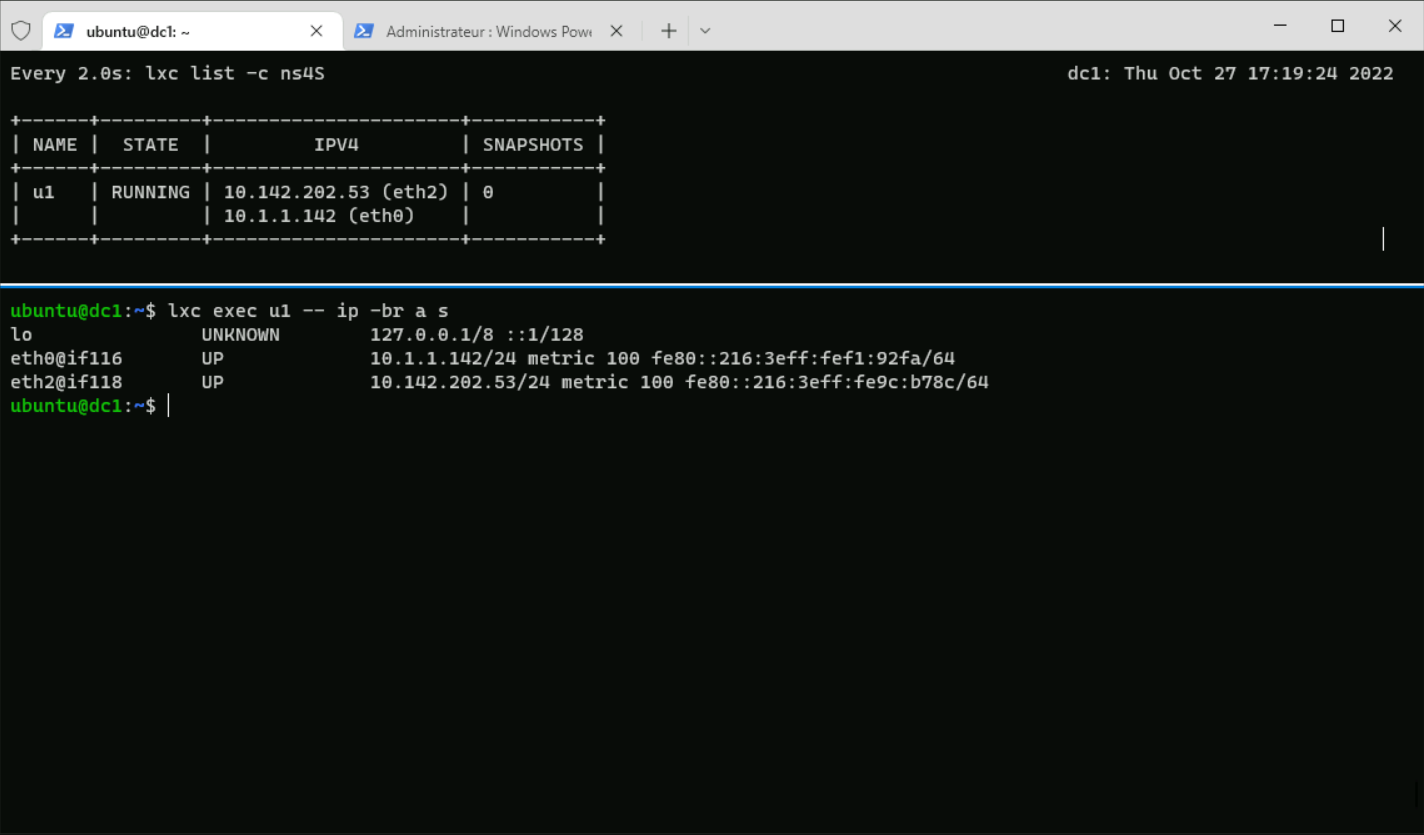 ubuntu@dc1: ~ Administrateur : Windows Powe
Every 2.0s: lxc list -c ns4S dc1: Thu Oct 27 17:19:24 2022
+------+---------+----------------------+-----------+
| NAME |  STATE  |         IPV4         | SNAPSHOTS |
+------+---------+----------------------+-----------+
| u1   | RUNNING | 10.142.202.53 (eth2) | 0         |
|      |         | 10.1.1.142 (eth0)    |           |
+------+---------+----------------------+-----------+
ubuntu@dc1:~$ lxc exec u1 -- ip -br a s
lo               UNKNOWN        127.0.0.1/8 ::1/128
eth0@if116       UP             10.1.1.142/24 metric 100 fe80::216:3eff:fef1:92fa/64
eth2@if118       UP             10.142.202.53/24 metric 100 fe80::216:3eff:fe9c:b78c/64
ubuntu@dc1:~$